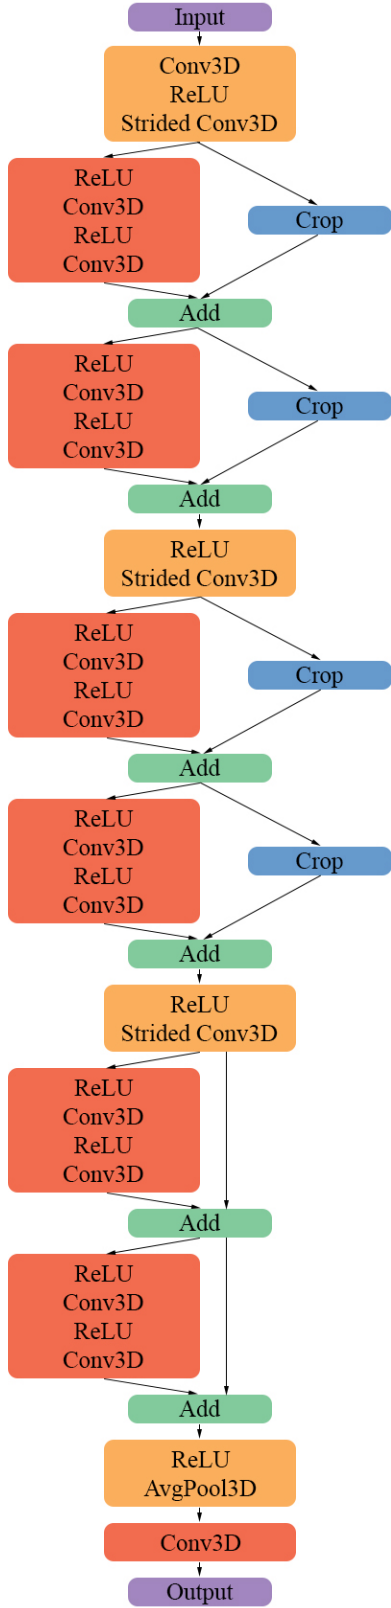 Input
Conv3D
ReLU
Strided Conv3D
ReLU
Conv3D
ReLU
Conv3D
Crop
Add
ReLU
Conv3D
ReLU
Conv3D
Crop
Add
ReLU
Strided Conv3D
ReLU
Conv3D
ReLU
Conv3D
Crop
Add
ReLU
Conv3D
ReLU
Conv3D
Crop
Add
ReLU
Strided Conv3D
ReLU
Conv3D
ReLU
Conv3D
Add
ReLU
Conv3D
ReLU
Conv3D
Add
ReLU
AvgPool3D
Conv3D
Output